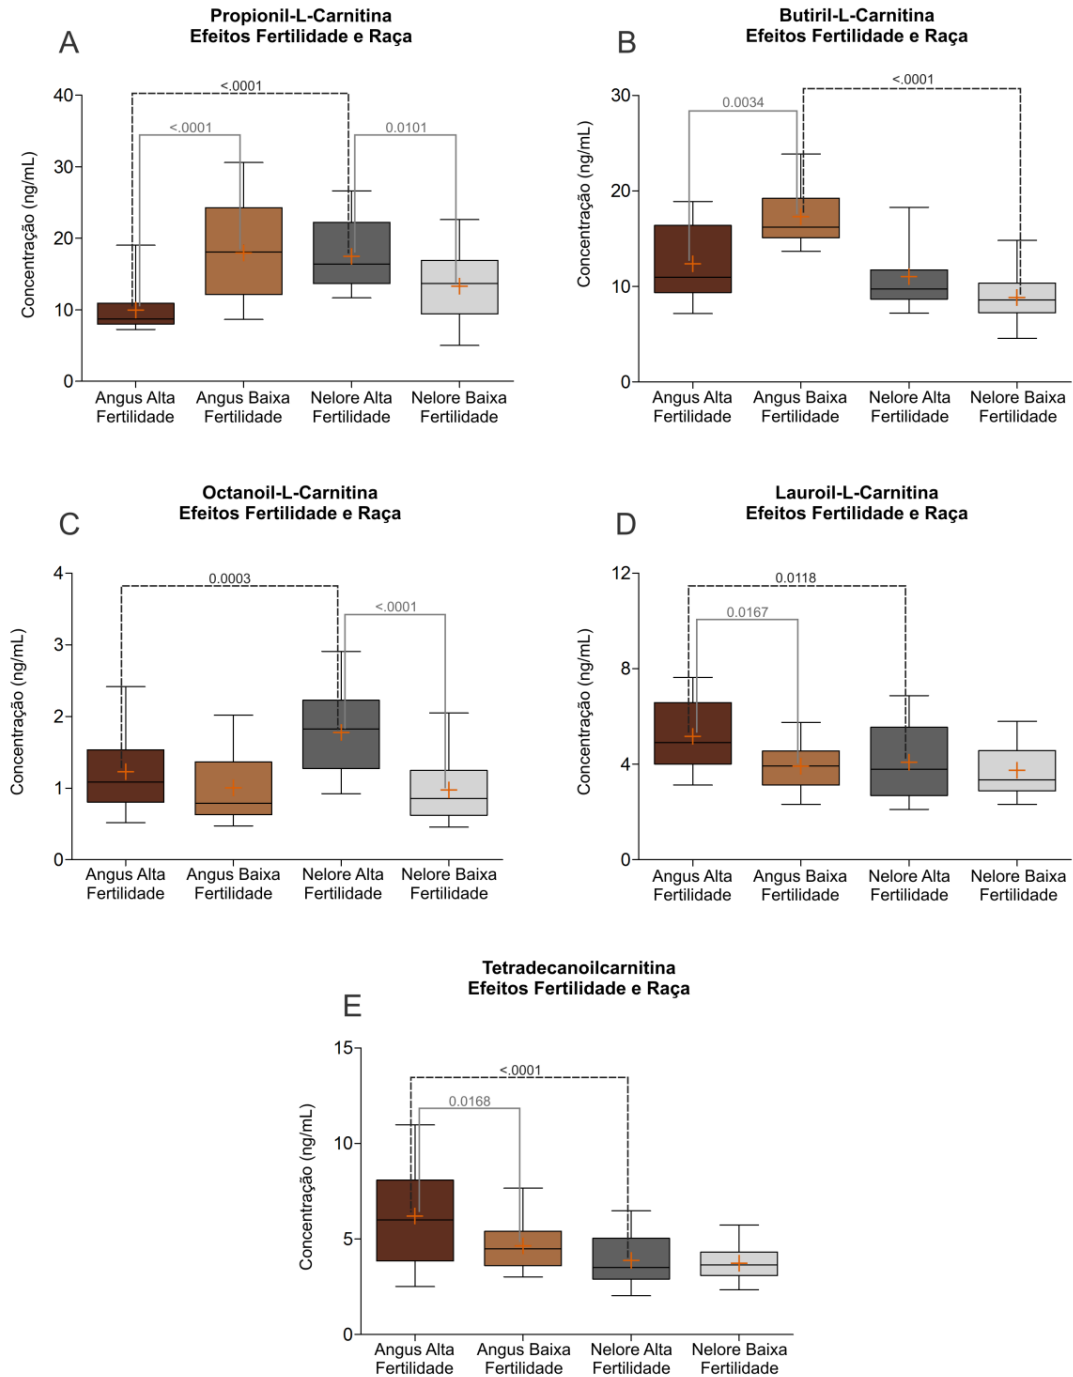 A
Propionil-L-Carnitina
Efeitos Fertilidade e Raça
Concentração (ng/mL)
40
30
20
10
0
<.0001
<.0001
0.0101
Angus Alta Fertilidade
Angus Baixa Fertilidade
Nelore Alta Fertilidade
Nelore Baixa Fertilidade
B
Butiril-L-Carnitina
Efeitos Fertilidade e Raça
Concentração (ng/mL)
30
20
10
0
<.0001
0.0034
Angus Alta Fertilidade
Angus Baixa Fertilidade
Nelore Alta Fertilidade
Nelore Baixa Fertilidade
C
Octanoil-L-Carnitina
Efeitos Fertilidade e Raça
Concentração (ng/mL)
4
3
2
1
0
0.0003
<.0001
Angus Alta Fertilidade
Angus Baixa Fertilidade
Nelore Alta Fertilidade
Nelore Baixa Fertilidade
D
Lauroil-L-Carnitina
Efeitos Fertilidade e Raça
Concentração (ng/mL)
12
8
4
0
0.0118
0.0167
Angus Alta Fertilidade
Angus Baixa Fertilidade
Nelore Alta Fertilidade
Nelore Baixa Fertilidade
E
Tetradecanoilcarnitina
Efeitos Fertilidade e Raça
Concentração (ng/mL)
15
10
5
0
<.0001
0.0168
Angus Alta Fertilidade
Angus Baixa Fertilidade
Nelore Alta Fertilidade
Nelore Baixa Fertilidade